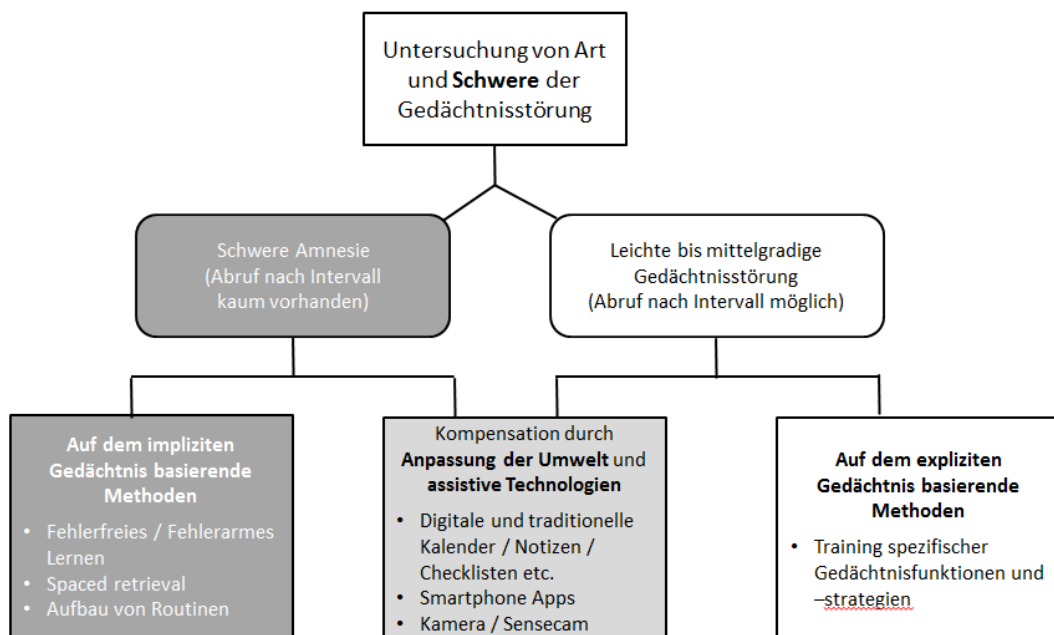 Untersuchung von Art
und Schwere der
Gedächtnisstörung
Schwere Amnesie
(Abruf nach Intervall
kaum vorhanden)
Leichte bis mittelgradige
Gedächtnisstörung
(Abruf nach Intervall möglich)
Auf dem impliziten
Gedächtnis basierende
Methoden
• Fehlerfreies / Fehlerarmes
Lernen
• Spaced retrieval
• Aufbau von Routinen
Kompensation durch
Anpassung der Umwelt und
assistive Technologien
• Digitale und traditionelle
Kalender / Notizen /
Checklisten etc.
• Smartphone Apps
• Kamera / Sensecam
Auf dem expliziten
Gedächtnis basierende
Methoden
• Training spezifischer
Gedächtnisfunktionen und
–strategien